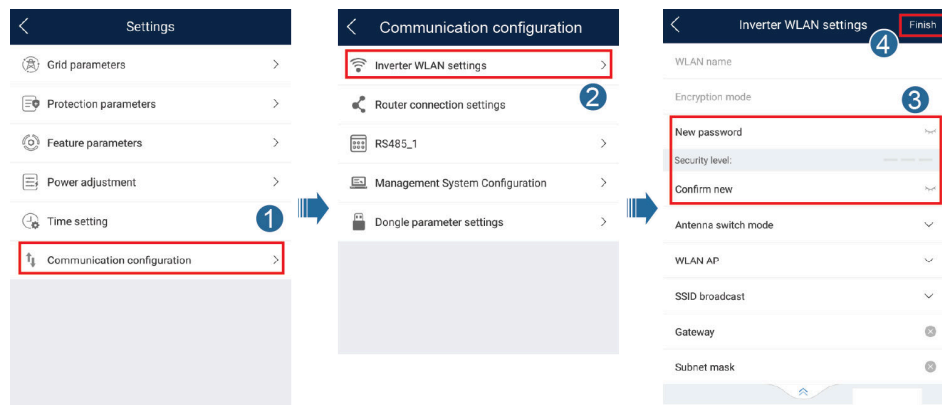 Settings
Grid parameters
Protection parameters
Feature parameters
Power adjustment
Time setting
1
Communication configuration
Communication configuration
Inverter WLAN settings
2
Router connection settings
RS485_1
Management System Configuration
Dongle parameter settings
Inverter WLAN settings
Finish
4
WLAN name
Encryption mode
3
New password
Security level:
Confirm new
Antenna switch mode
WLAN AP
SSID broadcast
Gateway
Subnet mask